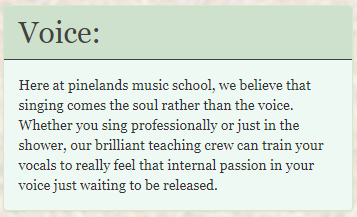 Voice:
Here at pinelands music school, we believe that
singing comes the soul rather than the voice.
Whether you sing professionally or just in the
shower, our brilliant teaching crew can train your
vocals to really feel that internal passion in your
voice just waiting to be released.